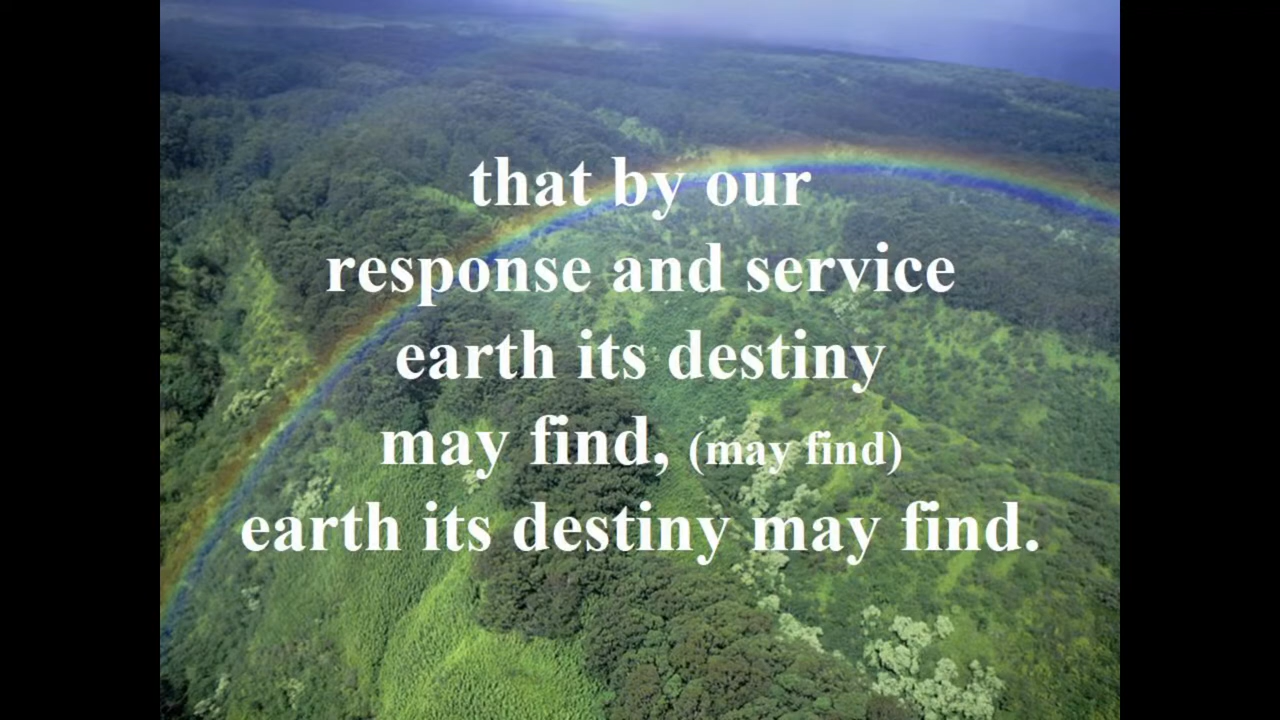 that by our
response and service
earth its destiny
may find, (may find)
earth its destiny may find.